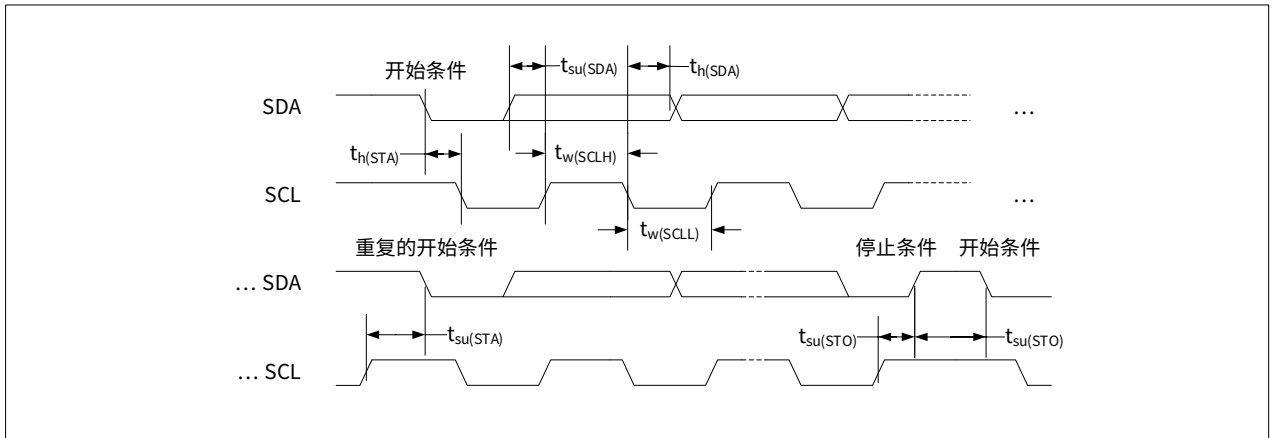 开始条件 tsu(SDA) th(SDA)
SDA …
th(STA) tw(SCLH)
SCL …
tw(SCLL)
重复的开始条件 停止条件 开始条件
… SDA
tsu(STA) tsu(STO) tsu(STO)
… SCL